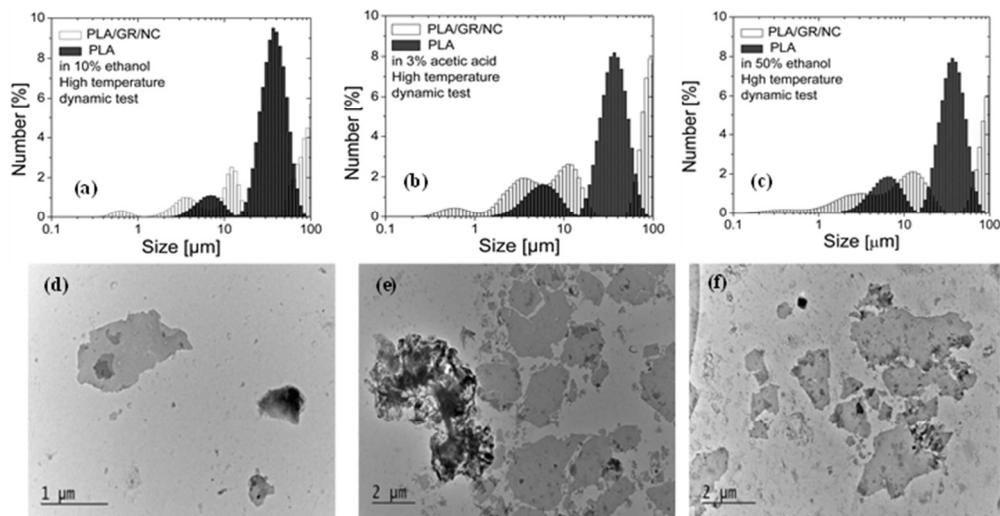 10
8
6
4
2
0
Number [%]
PLA/GR/NC
PLA
in 10% ethanol
High temperature
dynamic test
(a)
0.1
1
10
100
Size [µm]
10
8
6
4
2
0
Number [%]
PLA/GR/NC
PLA
in 3% acetic acid
High temperature
dynamic test
(b)
0.1
1
10
100
Size [µm]
10
8
6
4
2
0
Number [%]
PLA/GR/NC
PLA
in 50% ethanol
Hgh temperature
dynamic test
(c)
0.1
1
10
100
Size [µm]
(d)
1 µm
(e)
2 µm
(f)
2 µm